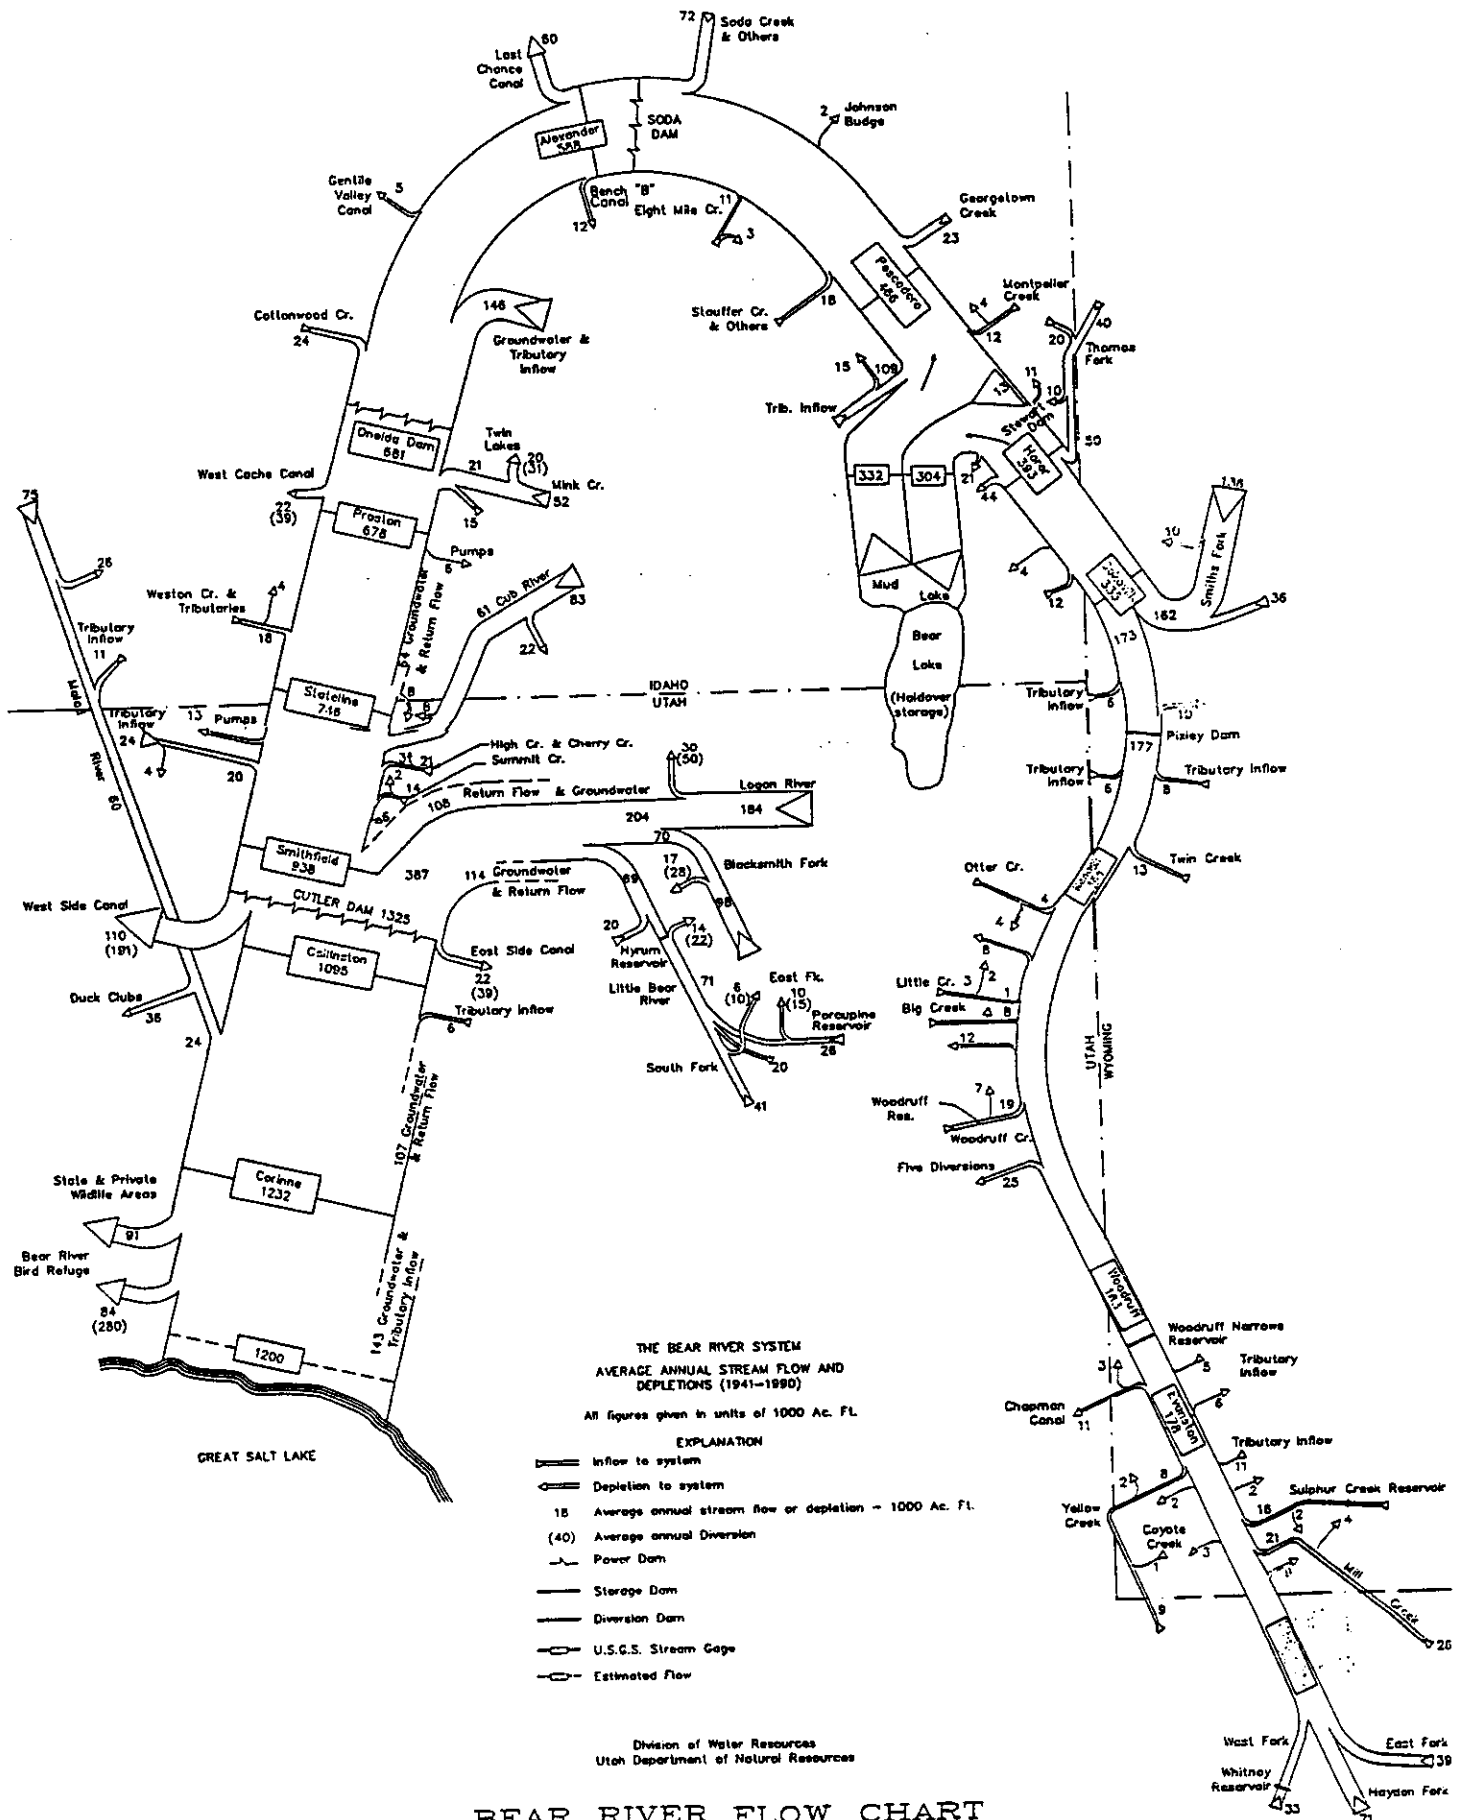 72
Soda Creek
& Others
60
Last
Chance
Canal
2
Johnson
Budge
SODA
DAM
Alexander
Gentile
Valley
Canal
5
Bench "B"
Canal
12
Eight Mile Cr.
11
3
Georgetown
Creek
23
Pescadero
466
Montpelier
Creek
4
12
Stauffer Cr.
& Others
18
Cottonwood Cr.
24
146
Groundwater &
Tributary
Inflow
40
20
Thomas
Fork
15
109
Trib. Inflow
13
11
10
Stewart
Dam
50
Harer
393
Oneida Dam
681
Twin
Lakes
20
(31)
21
Mink Cr.
52
15
West Cache Canal
22
(39)
Preston
678
Pumps
6
332
304
21
44
136
Smiths Fork
10
36
162
4
12
173
75
26
Weston Cr. &
Tributaries
4
18
61 Cub River
83
22
Groundwater
& Return Flow
Mud
Lake
Bear
Lake
(Holdover
storage)
Tributary
Inflow
11
Malad
River
60
Stateline
746
8
IDAHO
UTAH
Tributary
Inflow
6
10
Pixley Dam
177
Tributary
Inflow
24
4
20
13
Pumps
High Cr. & Cherry Cr.
Summit Cr.
2
14
Return Flow & Groundwater
108
30
(50)
Logan River
184
204
Tributary
Inflow
6
Tributary Inflow
8
Smithfield
938
387
114 Groundwater
& Return Flow
70
17
(28)
Blacksmith Fork
98
69
Otter Cr.
4
4
13
Twin Creek
CUTLER DAM 1325
West Side Canal
110
(191)
Collinston
1095
East Side Canal
22
(39)
Tributary Inflow
6
20
Hyrum
Reservoir
14
(22)
Little Bear
River
71
6
(10)
East Fk.
10
(15)
Porcupine
Reservoir
26
20
South Fork
41
8
Little Cr.
3
2
1
Big Creek
8
12
UTAH
WYOMING
Duck Clubs
36
24
107 Groundwater
& Return Flow
Woodruff
Res.
7
19
Woodruff Cr.
Five Diversions
25
State & Private
Wildlife Areas
91
Corinne
1232
Bear River
Bird Refuge
84
(280)
143 Groundwater &
Tributary Inflow
1200
GREAT SALT LAKE
Woodruff
Woodruff Narrows
Reservoir
3
5
Tributary
Inflow
6
Chapman
Canal
11
Evanston
178
Tributary Inflow
2
Sulphur Creek Reservoir
18
2
4
21
Mill
Creek
Yellow
Creek
2
8
2
Coyote
Creek
1
3
9
West Fork
East Fork
39
Whitney
Reservoir
33
Hayden Fork
THE BEAR RIVER SYSTEM
AVERAGE ANNUAL STREAM FLOW AND
DEPLETIONS (1941-1990)
All figures given in units of 1000 Ac. Ft.
EXPLANATION
Inflow to system
Depletion to system
18 Average annual stream flow or depletion - 1000 Ac. Ft.
(40) Average annual Diversion
Power Dam
Storage Dam
Diversion Dam
U.S.G.S. Stream Gage
Estimated Flow
Division of Water Resources
Utah Department of Natural Resources
BEAR RIVER FLOW CHART